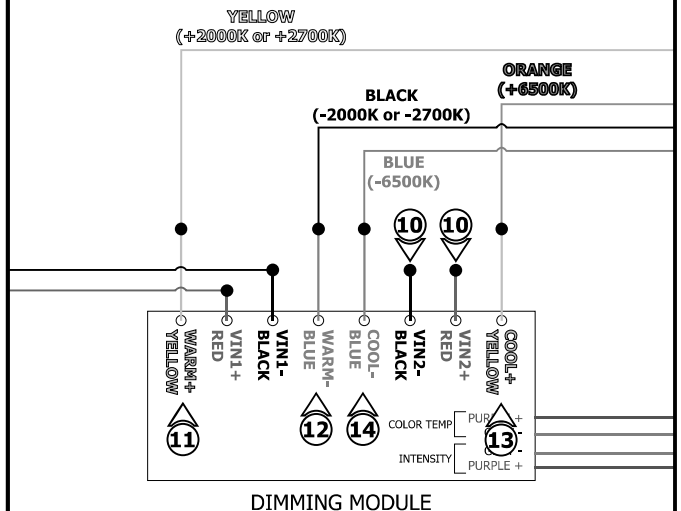 YELLOW
(+2000K or +2700K)
ORANGE
(+6500K)
BLACK
(-2000K or -2700K)
BLUE
(-6500K)
10
10
WARM+
YELLOW
VIN1+
RED
VIN1-
BLACK
WARM-
BLUE
COOL-
BLUE
VIN2-
BLACK
VIN2+
RED
COOL+
YELLOW
11
12
14
13
COLOR TEMP
+
-
INTENSITY
-
PURPLE +
DIMMING MODULE